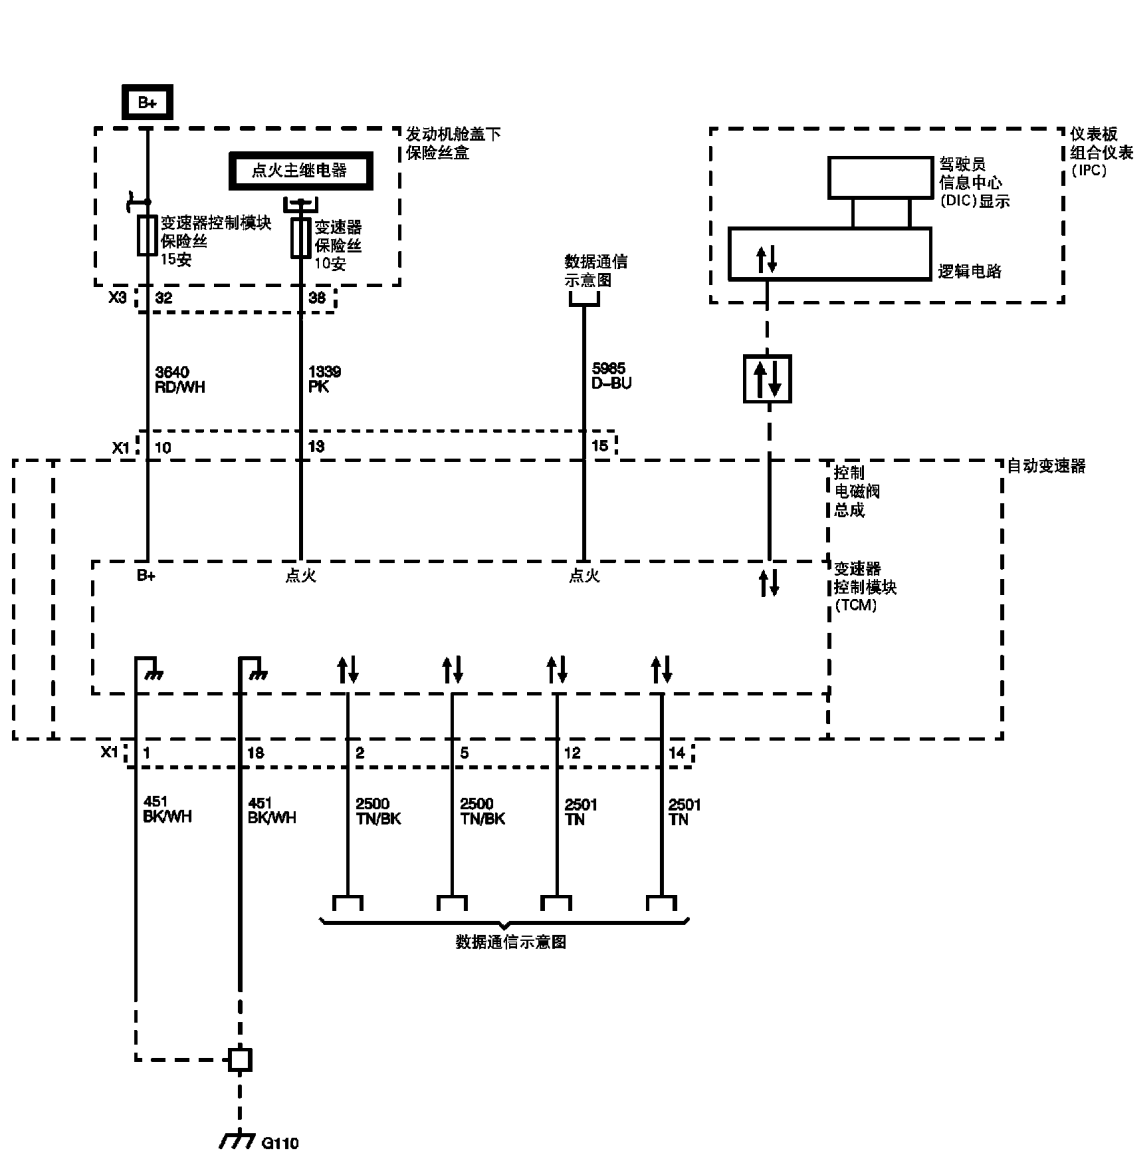 B+
发动机舱盖下
保险丝盒
点火主继电器
变速器控制模块
保险丝
15安
变速器
保险丝
10安
X3 32 38
数据通信
示意图
仪表板
组合仪表
(IPC)
驾驶员
信息中心
(DIC)显示
逻辑电路
3640
RD/WH
1339
PK
5985
D-BU
X1 10 13 15
自动变速器
控制
电磁阀
总成
B+ 点火 点火
变速器
控制模块
(TCM)
X1 1 18 2 5 12 14
451
BK/WH
451
BK/WH
2500
TN/BK
2500
TN/BK
2501
TN
2501
TN
数据通信示意图
G110